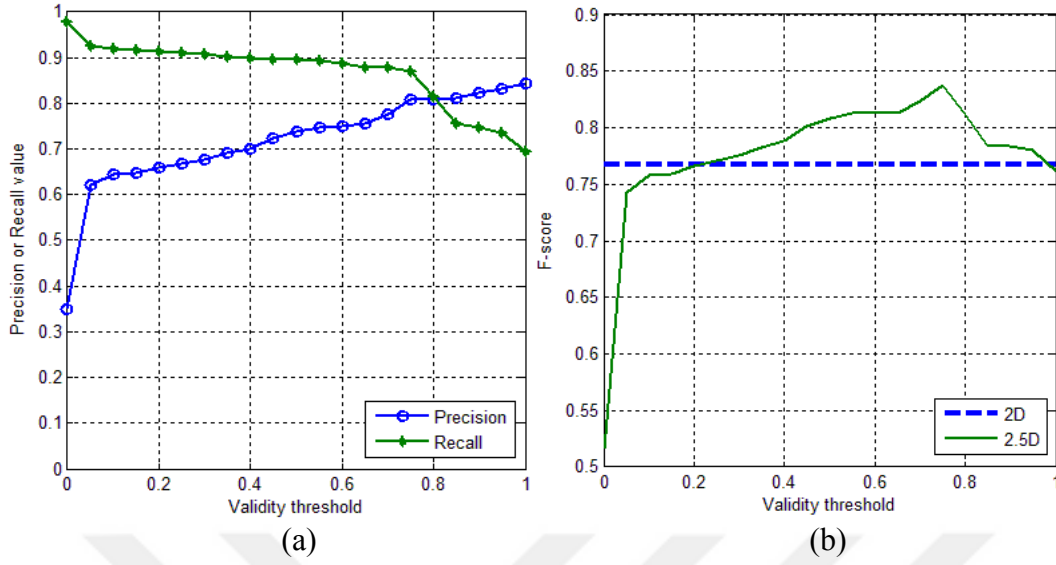 1
0.9
0.8
0.7
0.6
0.5
0.4
0.3
0.2
0.1
0
Precision or Recall value
0 0.2 0.4 0.6 0.8 1
Validity threshold
Precision
Recall
(a)
0.9
0.85
0.8
0.75
0.7
0.65
0.6
0.55
0.5
F-score
0 0.2 0.4 0.6 0.8 1
Validity threshold
2D
2.5D
(b)